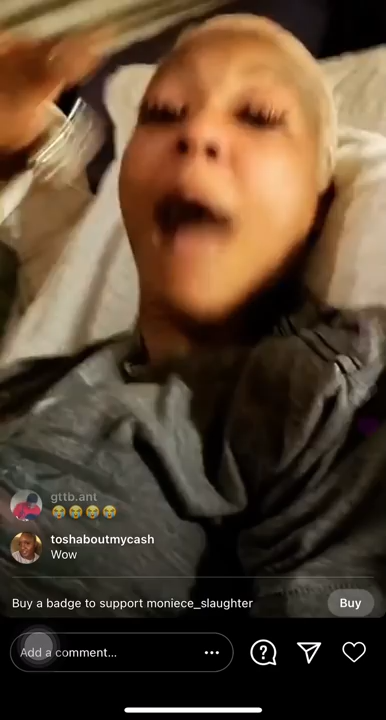 gttb.ant
😭😭😭😭
toshaboutmycash
Wow
Buy a badge to support moniece_slaughter
Buy
Add a comment...